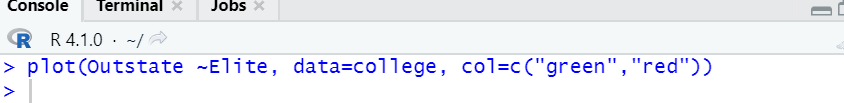 Console Terminal × Jobs ×
R R 4.1.0 · ~/
> plot(Outstate ~Elite, data=college, col=c("green","red"))
>